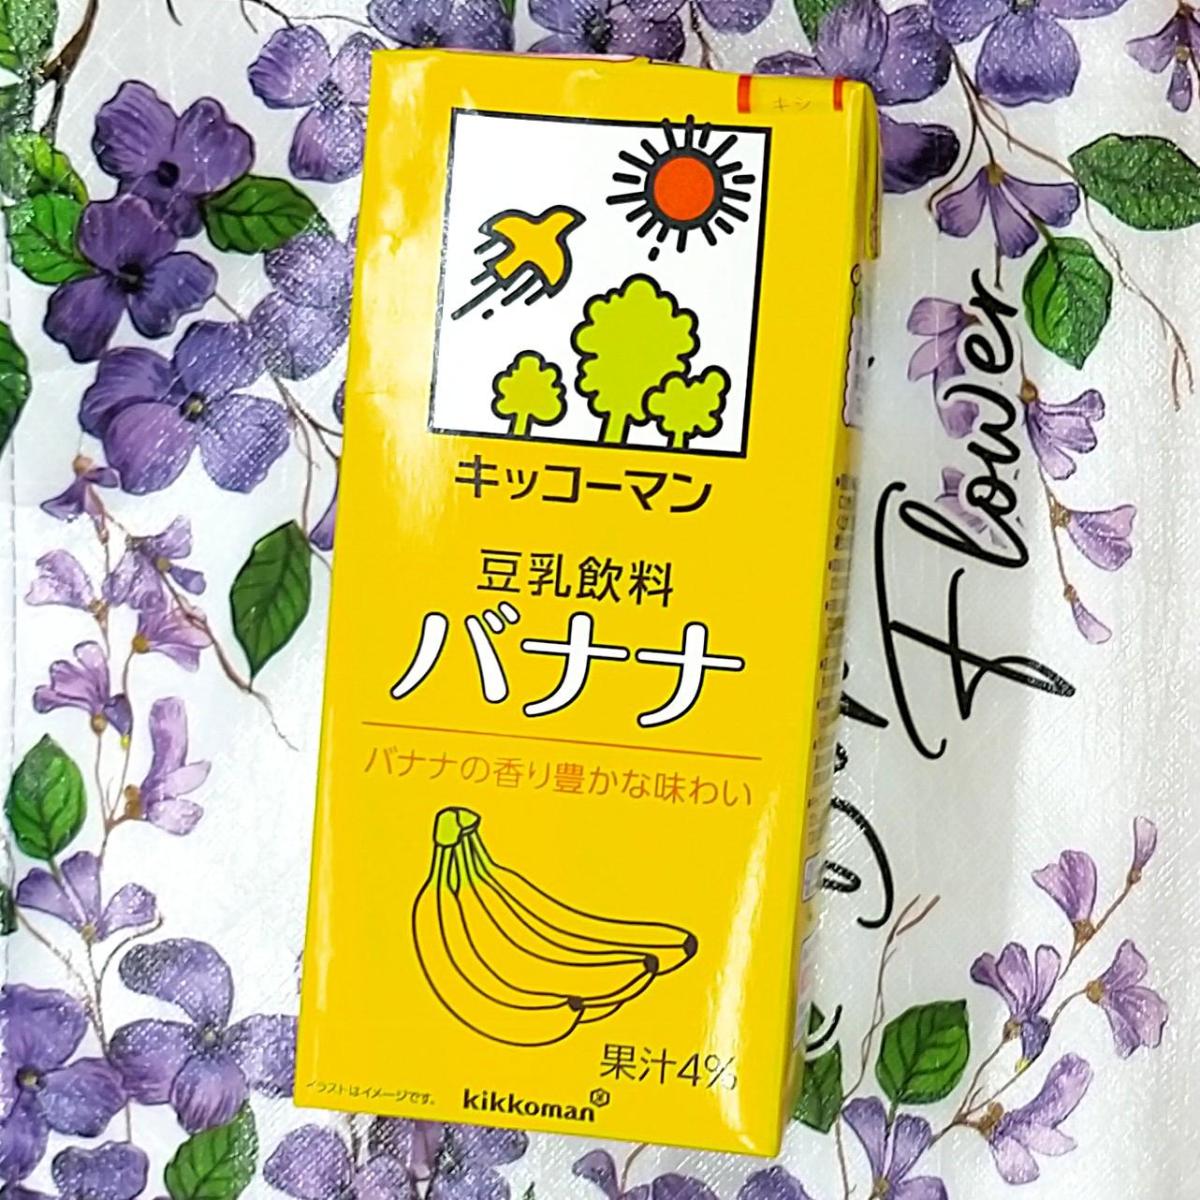 キッコーマン
豆乳飲料
バナナ
バナナの香り豊かな味わい
果汁4%
イラストはイメージです。
kikkoman
Flower